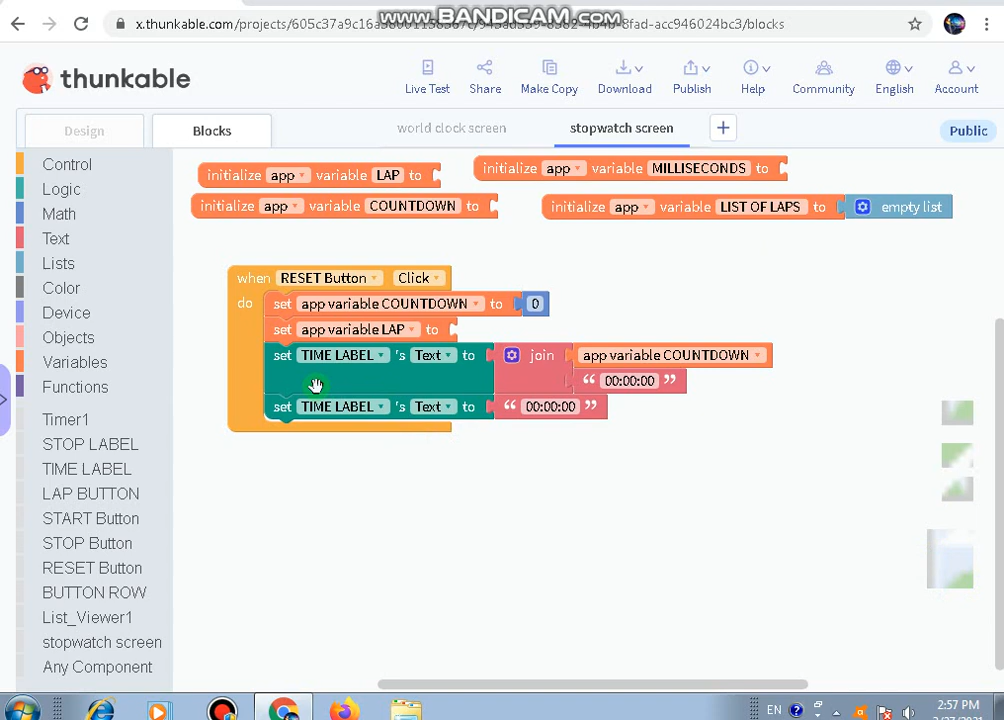 www.BANDICAM.com
x.thunkable.com/projects/605c37a9c16a
8fad-acc946024bc3/blocks
thunkable
Live Test
Share
Make Copy
Download
Publish
Help
Community
English
Account
Design
Blocks
world clock screen
stopwatch screen
+
Public
Control
Logic
Math
Text
Lists
Color
Device
Objects
Variables
Functions
Timer1
STOP LABEL
TIME LABEL
LAP BUTTON
START Button
STOP Button
RESET Button
BUTTON ROW
List_Viewer1
stopwatch screen
Any Component
initialize app variable LAP to
initialize app variable MILLISECONDS to
initialize app variable COUNTDOWN to
initialize app variable LIST OF LAPS to empty list
when RESET Button Click
do set app variable COUNTDOWN to 0
set app variable LAP to
set TIME LABEL 's Text to join app variable COUNTDOWN
“ 00:00:00 ”
set TIME LABEL 's Text to “ 00:00:00 ”
EN
2:57 PM